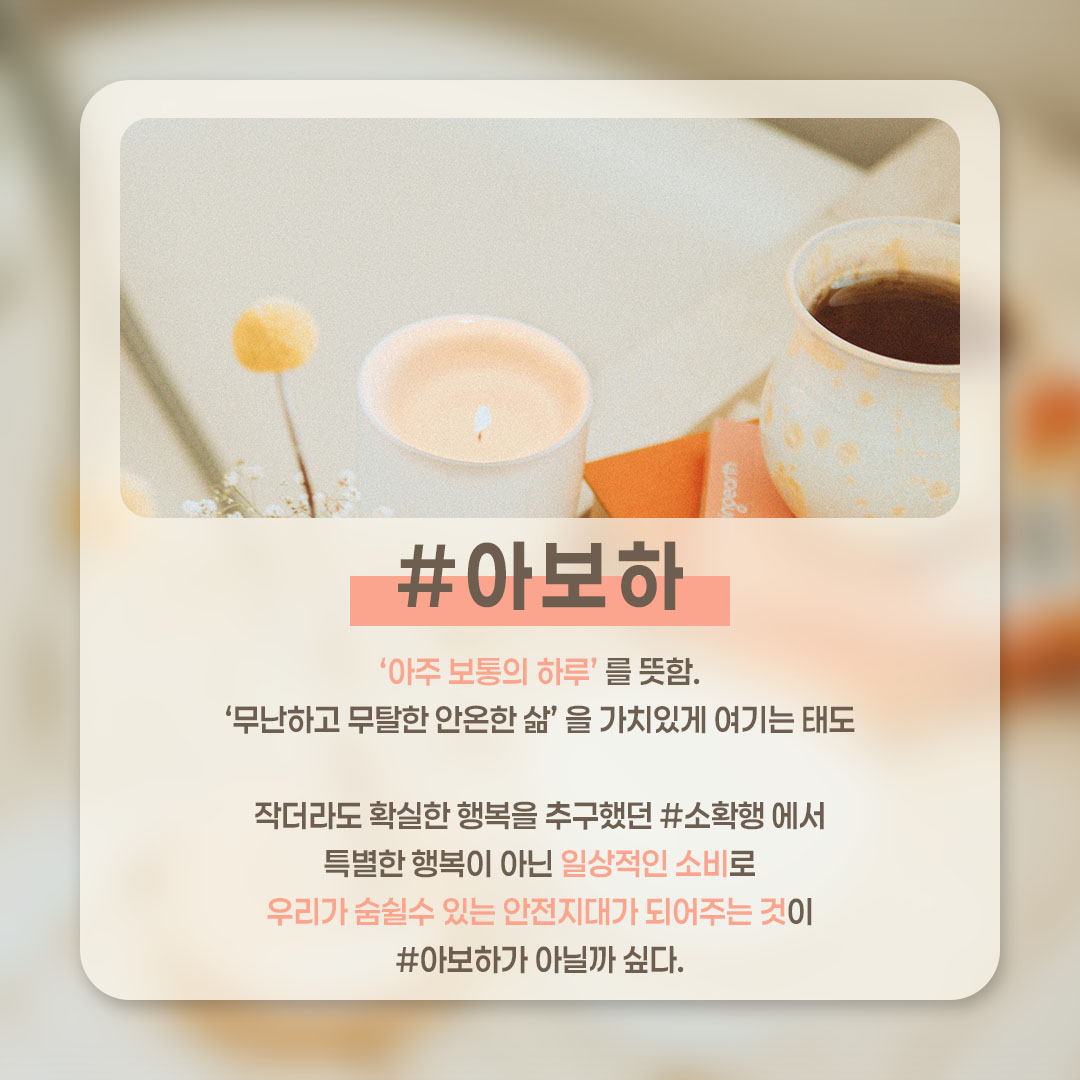 #아보하
‘아주 보통의 하루’ 를 뜻함.
‘무난하고 무탈한 안온한 삶’ 을 가치있게 여기는 태도
작더라도 확실한 행복을 추구했던 #소확행 에서
특별한 행복이 아닌 일상적인 소비로
우리가 숨쉴수 있는 안전지대가 되어주는 것이
#아보하가 아닐까 싶다.